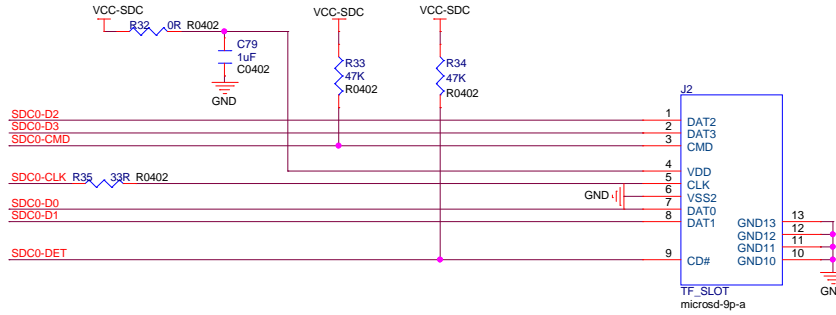 VCC-SDC
VCC-SDC
VCC-SDC
R32 0R R0402
C79
1uF
C0402
GND
R33
47K
R0402
R34
47K
R0402
J2
SDC0-D2 1 DAT2
SDC0-D3 2 DAT3
SDC0-CMD 3 CMD
4 VDD
SDC0-CLK R35 33R R0402 5 CLK
GND 6 VSS2
SDC0-D0 7 DAT0
SDC0-D1 8 DAT1
GND13 13
GND12 12
GND11 11
GND10 10
SDC0-DET 9 CD#
TF_SLOT
microsd-9p-a